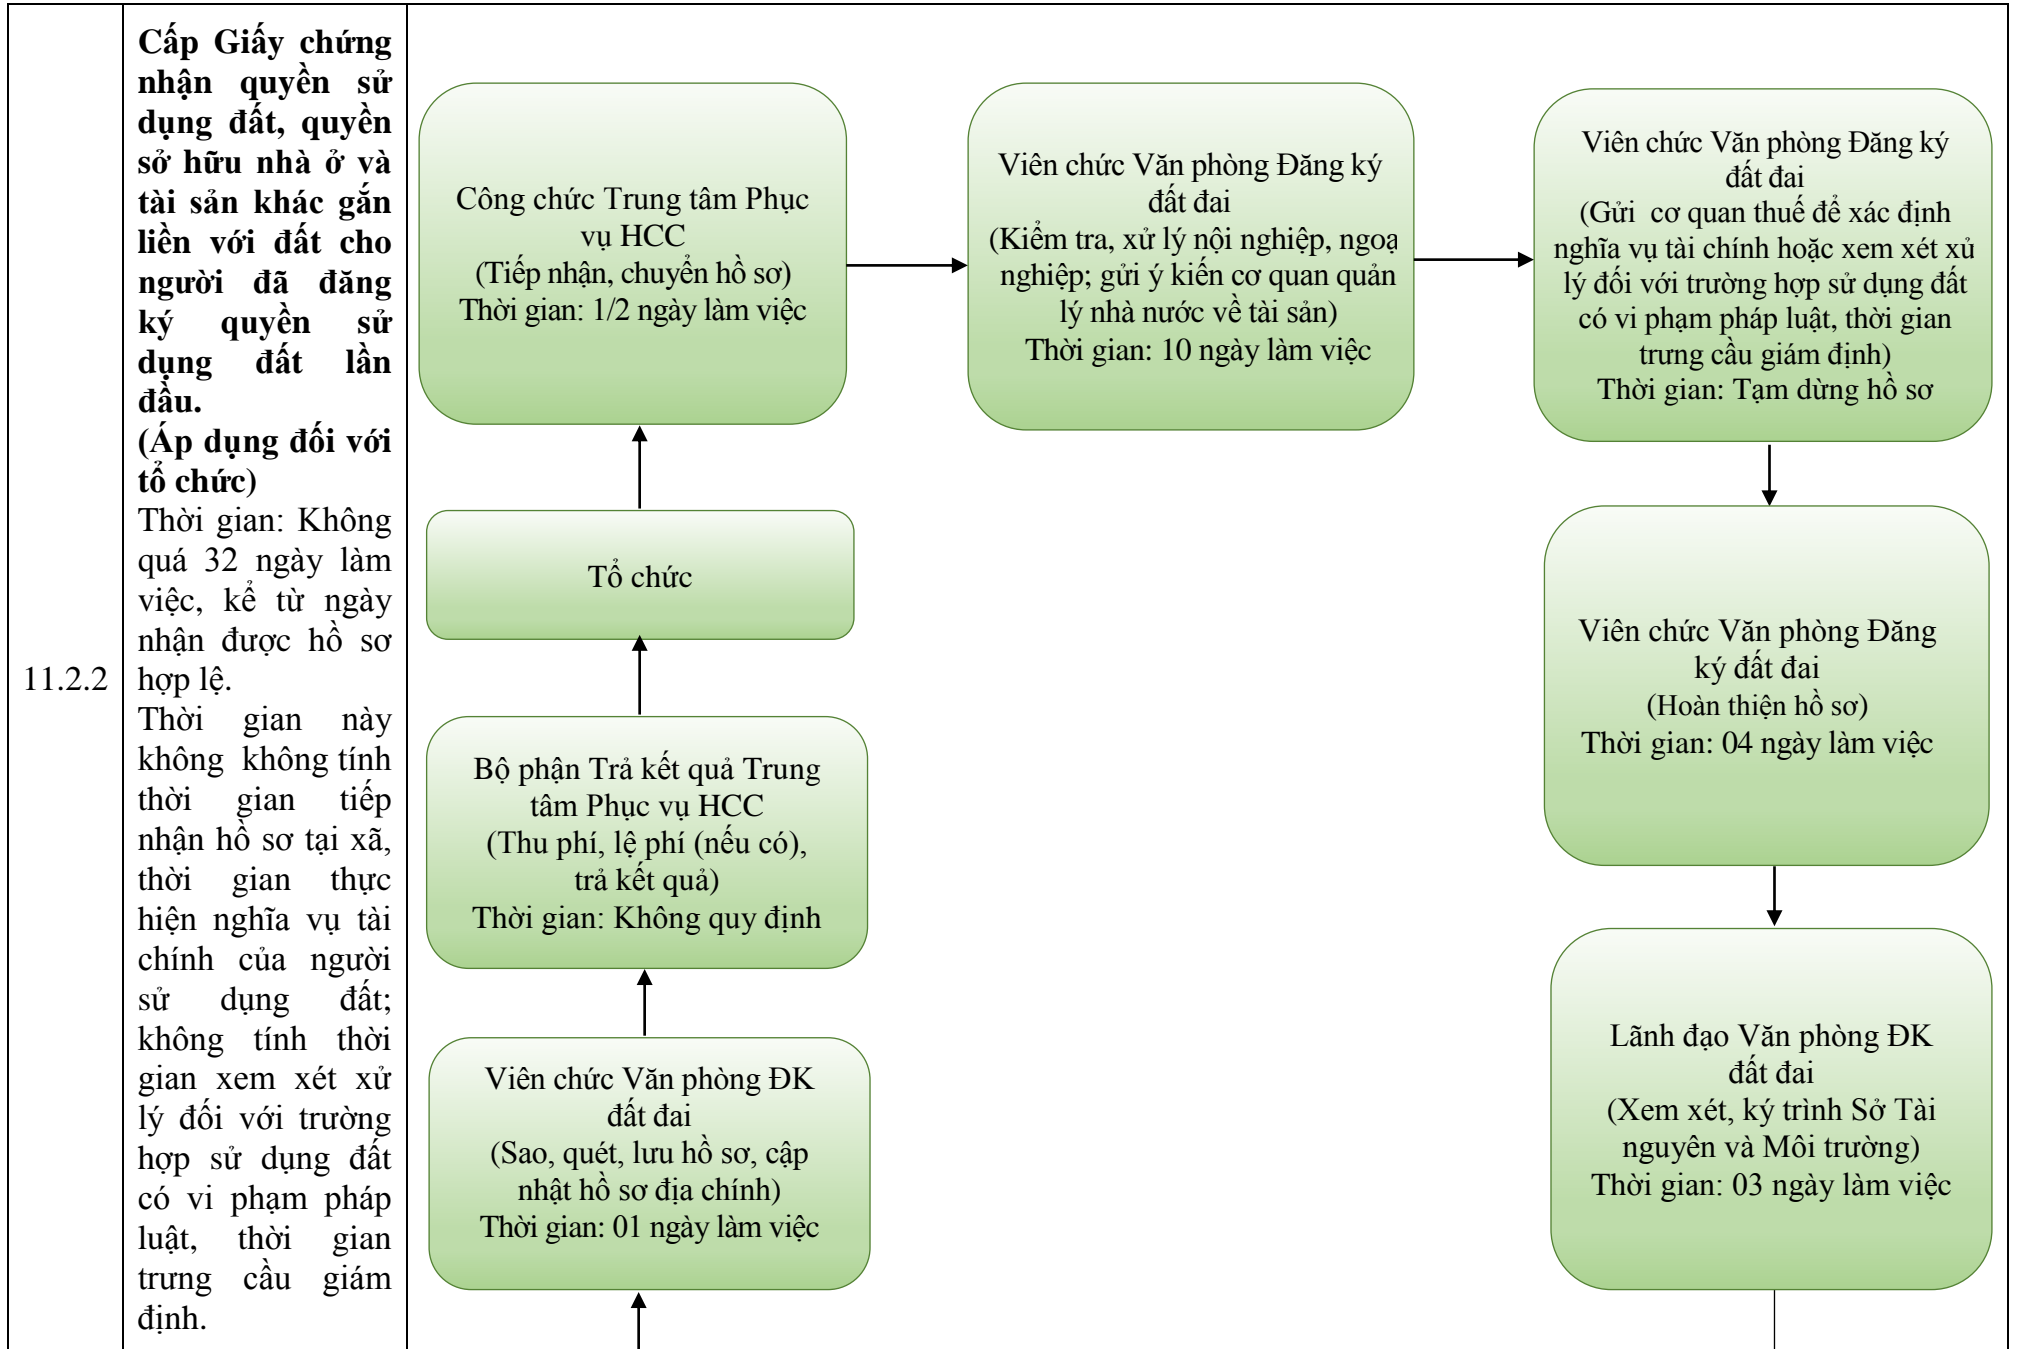 11.2.2
Cấp Giấy chứng
nhận quyền sử
dụng đất, quyền
sở hữu nhà ở và
tài sản khác gắn
liền với đất cho
người đã đăng
ký quyền sử
dụng đất lần
đầu.
(Áp dụng đối với
tổ chức)
Thời gian: Không
quá 32 ngày làm
việc, kể từ ngày
nhận được hồ sơ
hợp lệ.
Thời gian này
không không tính
thời gian tiếp
nhận hồ sơ tại xã,
thời gian thực
hiện nghĩa vụ tài
chính của người
sử dụng đất;
không tính thời
gian xem xét xử
lý đối với trường
hợp sử dụng đất
có vi phạm pháp
luật, thời gian
trưng cầu giám
định.
Công chức Trung tâm Phục
vụ HCC
(Tiếp nhận, chuyển hồ sơ)
Thời gian: 1/2 ngày làm việc
Viên chức Văn phòng Đăng ký
đất đai
(Kiểm tra, xử lý nội nghiệp, ngoạ
nghiệp; gửi ý kiến cơ quan quản
lý nhà nước về tài sản)
Thời gian: 10 ngày làm việc
Viên chức Văn phòng Đăng ký
đất đai
(Gửi cơ quan thuế để xác định
nghĩa vụ tài chính hoặc xem xét xủ
lý đối với trường hợp sử dụng đất
có vi phạm pháp luật, thời gian
trưng cầu giám định)
Thời gian: Tạm dừng hồ sơ
Viên chức Văn phòng Đăng
ký đất đai
(Hoàn thiện hồ sơ)
Thời gian: 04 ngày làm việc
Lãnh đạo Văn phòng ĐK
đất đai
(Xem xét, ký trình Sở Tài
nguyên và Môi trường)
Thời gian: 03 ngày làm việc
Tổ chức
Bộ phận Trả kết quả Trung
tâm Phục vụ HCC
(Thu phí, lệ phí (nếu có),
trả kết quả)
Thời gian: Không quy định
Viên chức Văn phòng ĐK
đất đai
(Sao, quét, lưu hồ sơ, cập
nhật hồ sơ địa chính)
Thời gian: 01 ngày làm việc